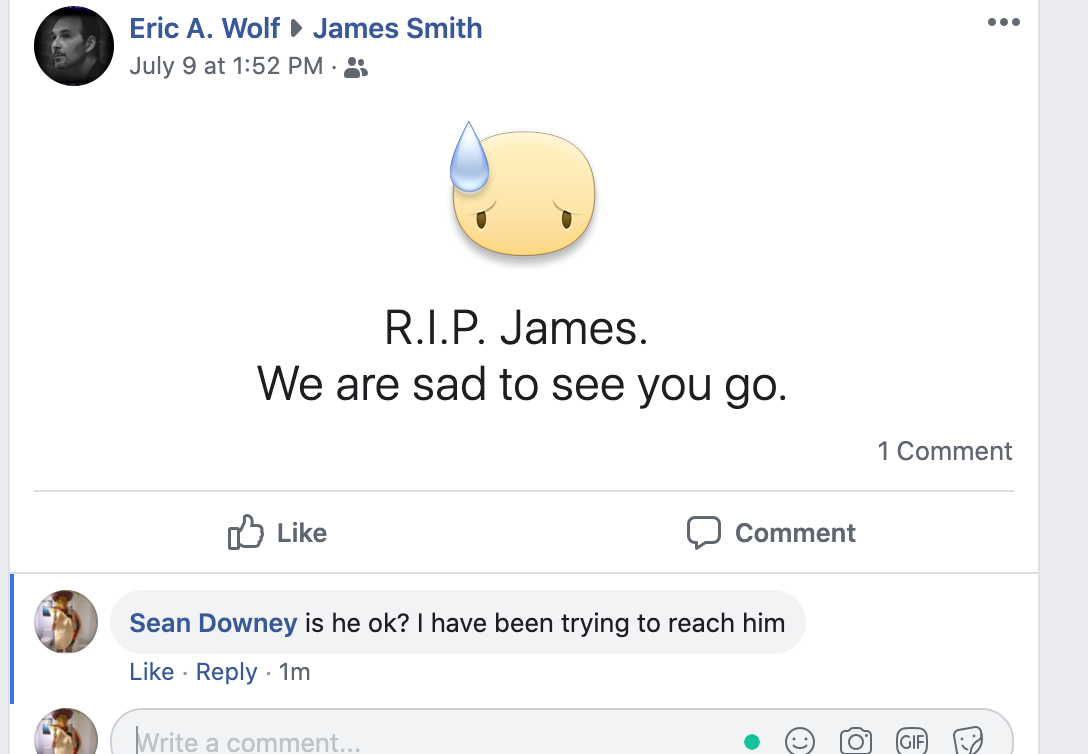 Eric A. Wolf James Smith
July 9 at 1:52 PM ·
R.I.P. James.
We are sad to see you go.
1 Comment
Like Comment
Sean Downey is he ok? I have been trying to reach him
Like · Reply · 1m
Write a comment...
GIF